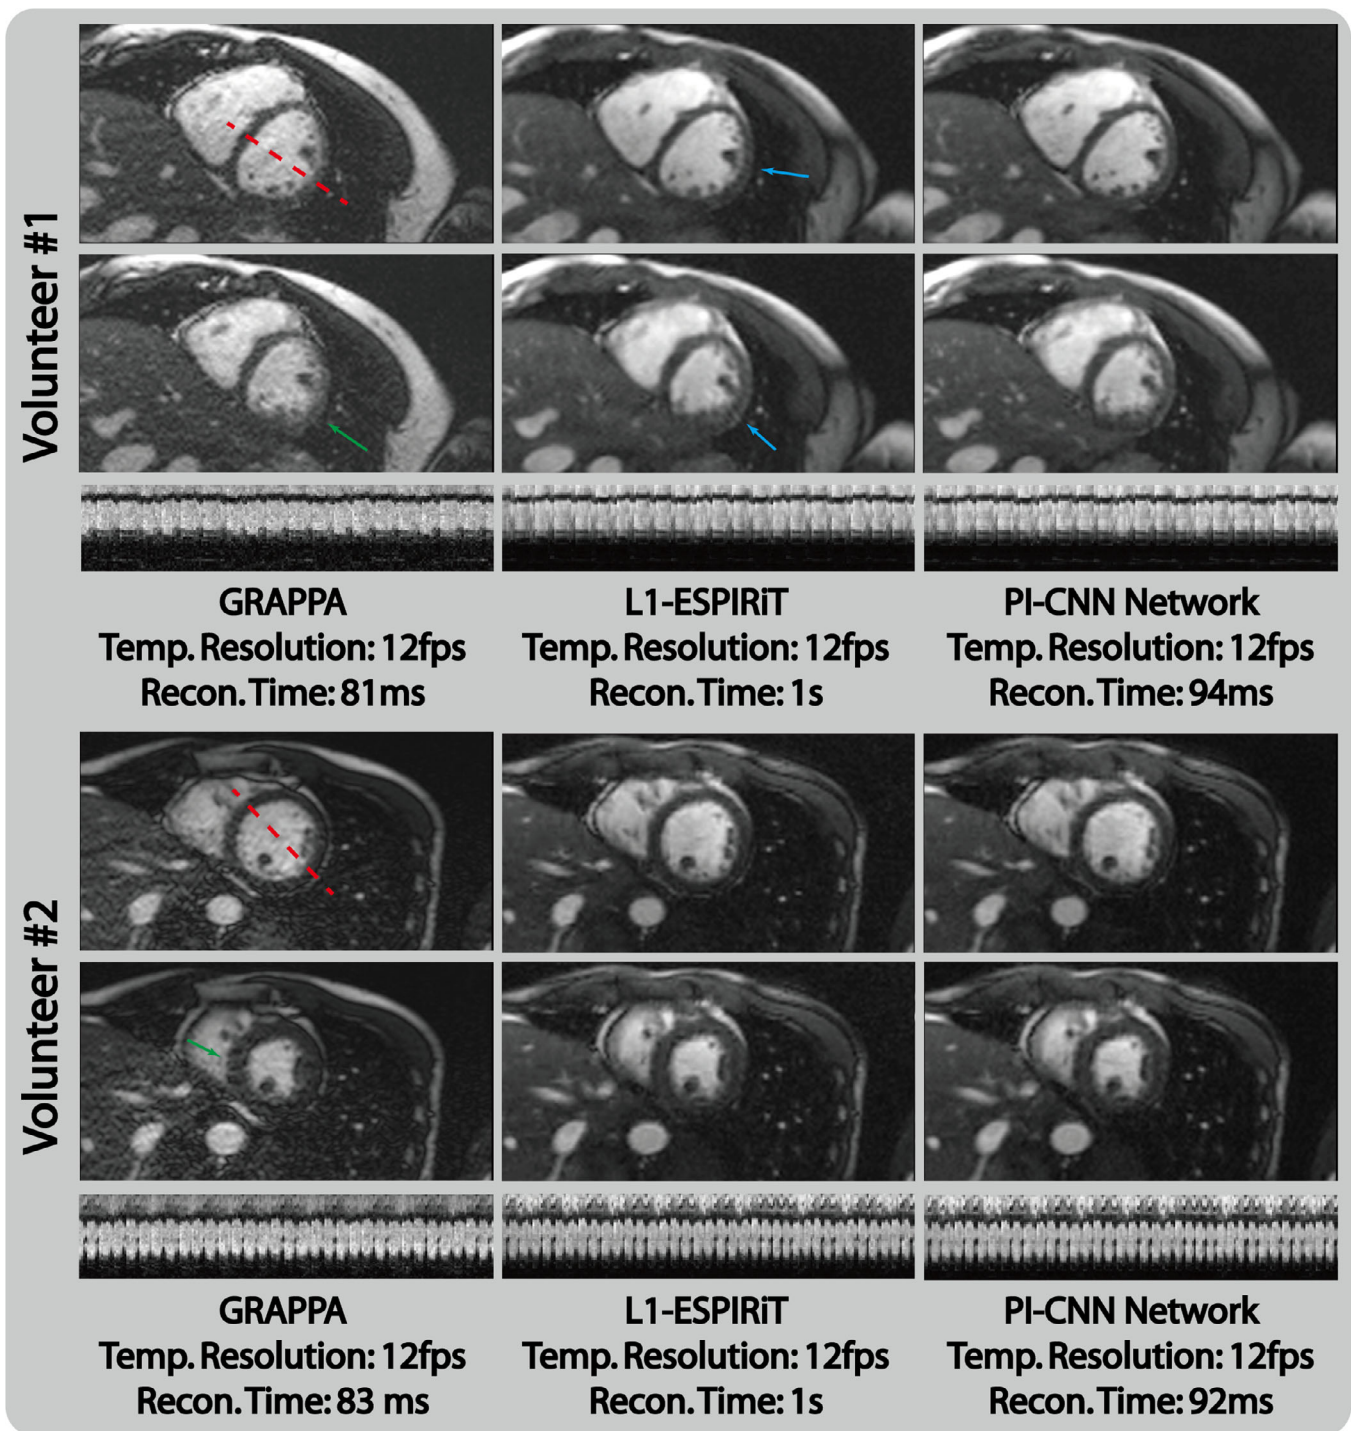 Volunteer #1
GRAPPA
Temp. Resolution: 12fps
Recon. Time: 81ms
L1-ESPIRiT
Temp. Resolution: 12fps
Recon. Time: 1s
PI-CNN Network
Temp. Resolution: 12fps
Recon. Time: 94ms
Volunteer #2
GRAPPA
Temp. Resolution: 12fps
Recon. Time: 83 ms
L1-ESPIRiT
Temp. Resolution: 12fps
Recon. Time: 1s
PI-CNN Network
Temp. Resolution: 12fps
Recon. Time: 92ms